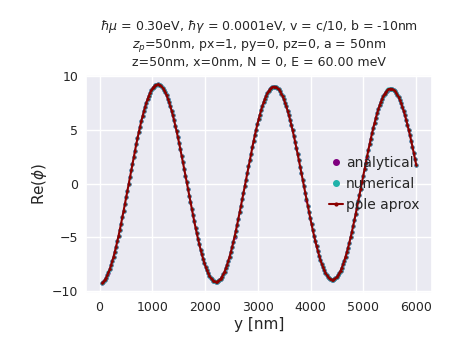 ℏμ = 0.30eV, ℏγ = 0.0001eV, v = c/10, b = -10nm
z_p=50nm, px=1, py=0, pz=0, a = 50nm
z=50nm, x=0nm, N = 0, E = 60.00 meV
10
5
0
−5
−10
Re(ϕ)
analytical
numerical
pole aprox
0 1000 2000 3000 4000 5000 6000
y [nm]